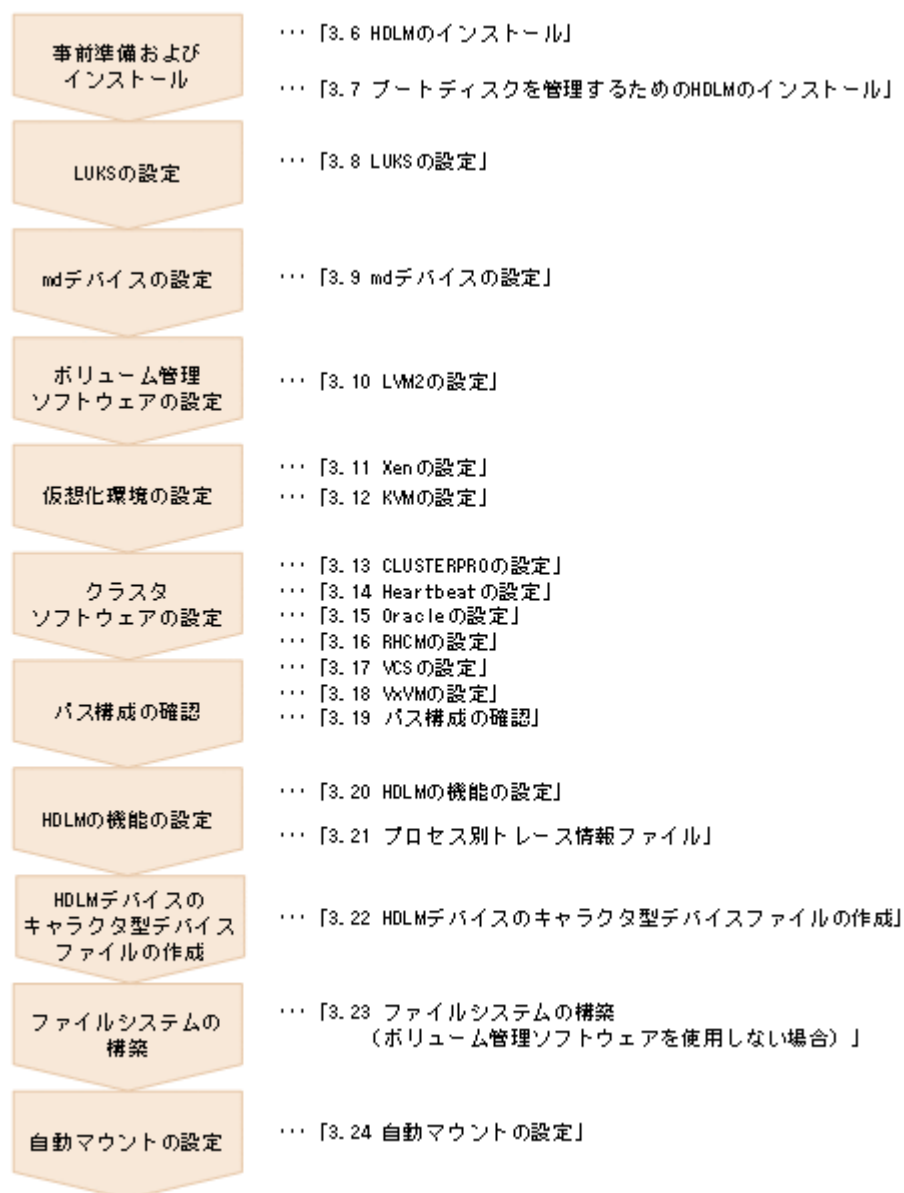 事前準備および
インストール
･･･「3.6 HDLMのインストール」
･･･「3.7 ブートディスクを管理するためのHDLMのインストール」
LUKSの設定
･･･「3.8 LUKSの設定」
mdデバイスの設定
･･･「3.9 mdデバイスの設定」
ボリューム管理
ソフトウェアの設定
･･･「3.10 LVM2の設定」
仮想化環境の設定
･･･「3.11 Xenの設定」
･･･「3.12 KVMの設定」
クラスタ
ソフトウェアの設定
･･･「3.13 CLUSTERPROの設定」
･･･「3.14 Heartbeatの設定」
･･･「3.15 Oracleの設定」
･･･「3.16 RHCMの設定」
･･･「3.17 VCSの設定」
･･･「3.18 VxVMの設定」
パス構成の確認
･･･「3.19 パス構成の確認」
HDLMの機能の設定
･･･「3.20 HDLMの機能の設定」
･･･「3.21 プロセス別トレース情報ファイル」
HDLMデバイスの
キャラクタ型デバイス
ファイルの作成
･･･「3.22 HDLMデバイスのキャラクタ型デバイスファイルの作成」
ファイルシステムの
構築
･･･「3.23 ファイルシステムの構築
（ボリューム管理ソフトウェアを使用しない場合）」
自動マウントの設定
･･･「3.24 自動マウントの設定」